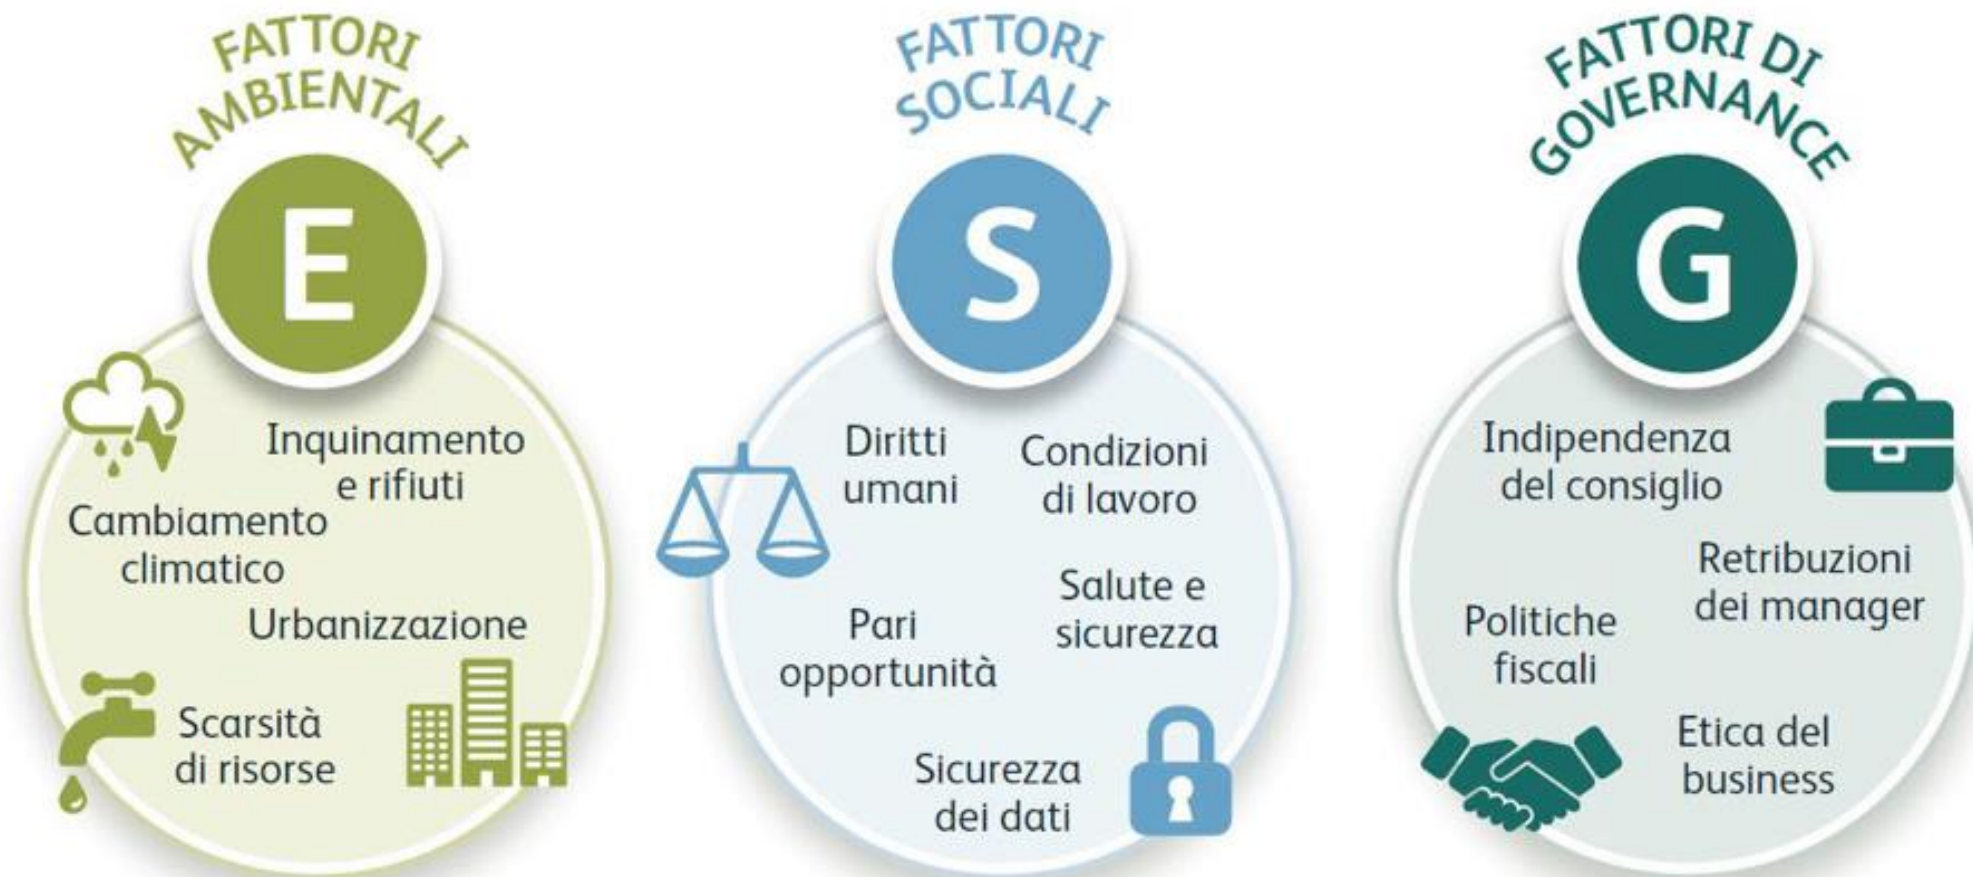 FATTORI
AMBIENTALI
E
Inquinamento
e rifiuti
Cambiamento
climatico
Urbanizzazione
Scarsità
di risorse
FATTORI
SOCIALI
S
Diritti
umani
Condizioni
di lavoro
Salute e
sicurezza
Pari
opportunità
Sicurezza
dei dati
FATTORI DI
GOVERNANCE
G
Indipendenza
del consiglio
Retribuzioni
dei manager
Politiche
fiscali
Etica del
business